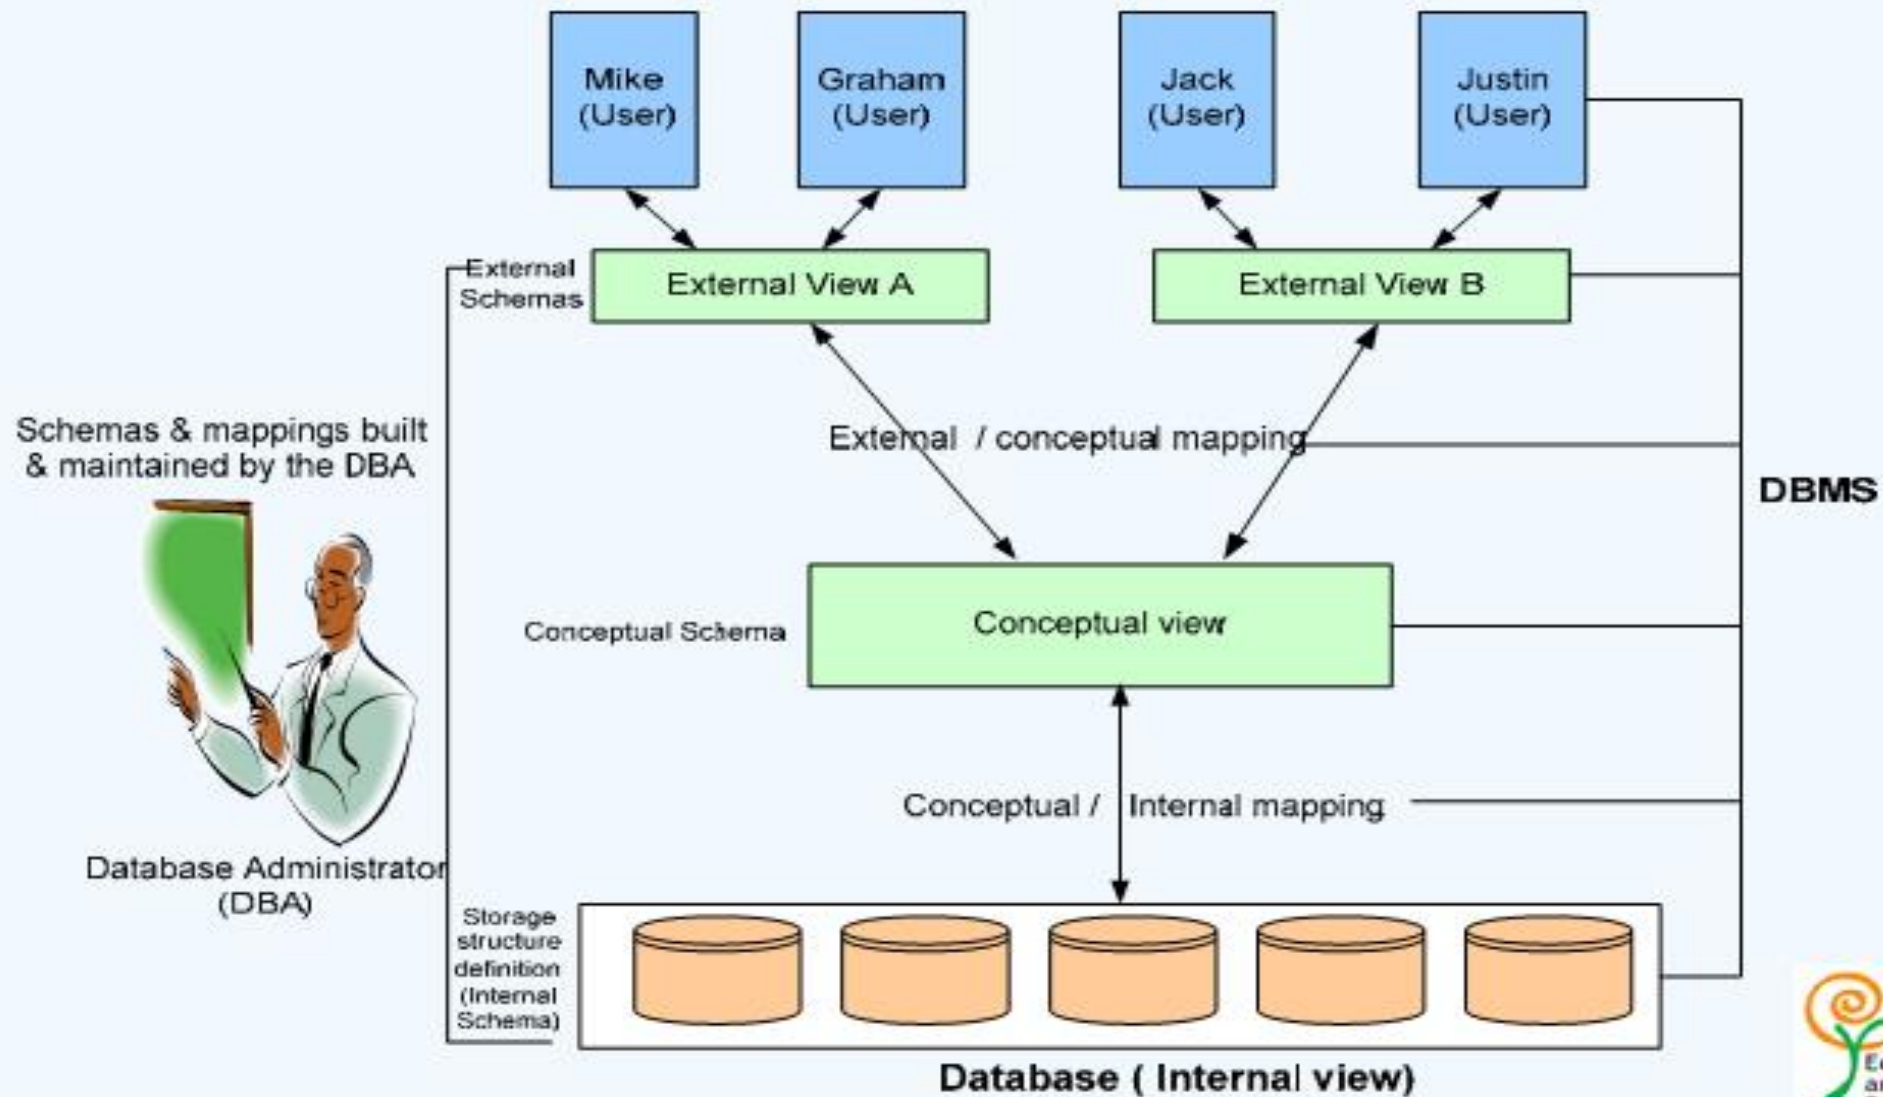 Mike
(User)
Graham
(User)
Jack
(User)
Justin
(User)
External
Schemas
External View A
External View B
Schemas & mappings built
& maintained by the DBA
External / conceptual mapping
DBMS
Conceptual Schema
Conceptual view
Conceptual / Internal mapping
Database Administrator
(DBA)
Storage
structure
definition
(Internal
Schema)
Database ( Internal view)